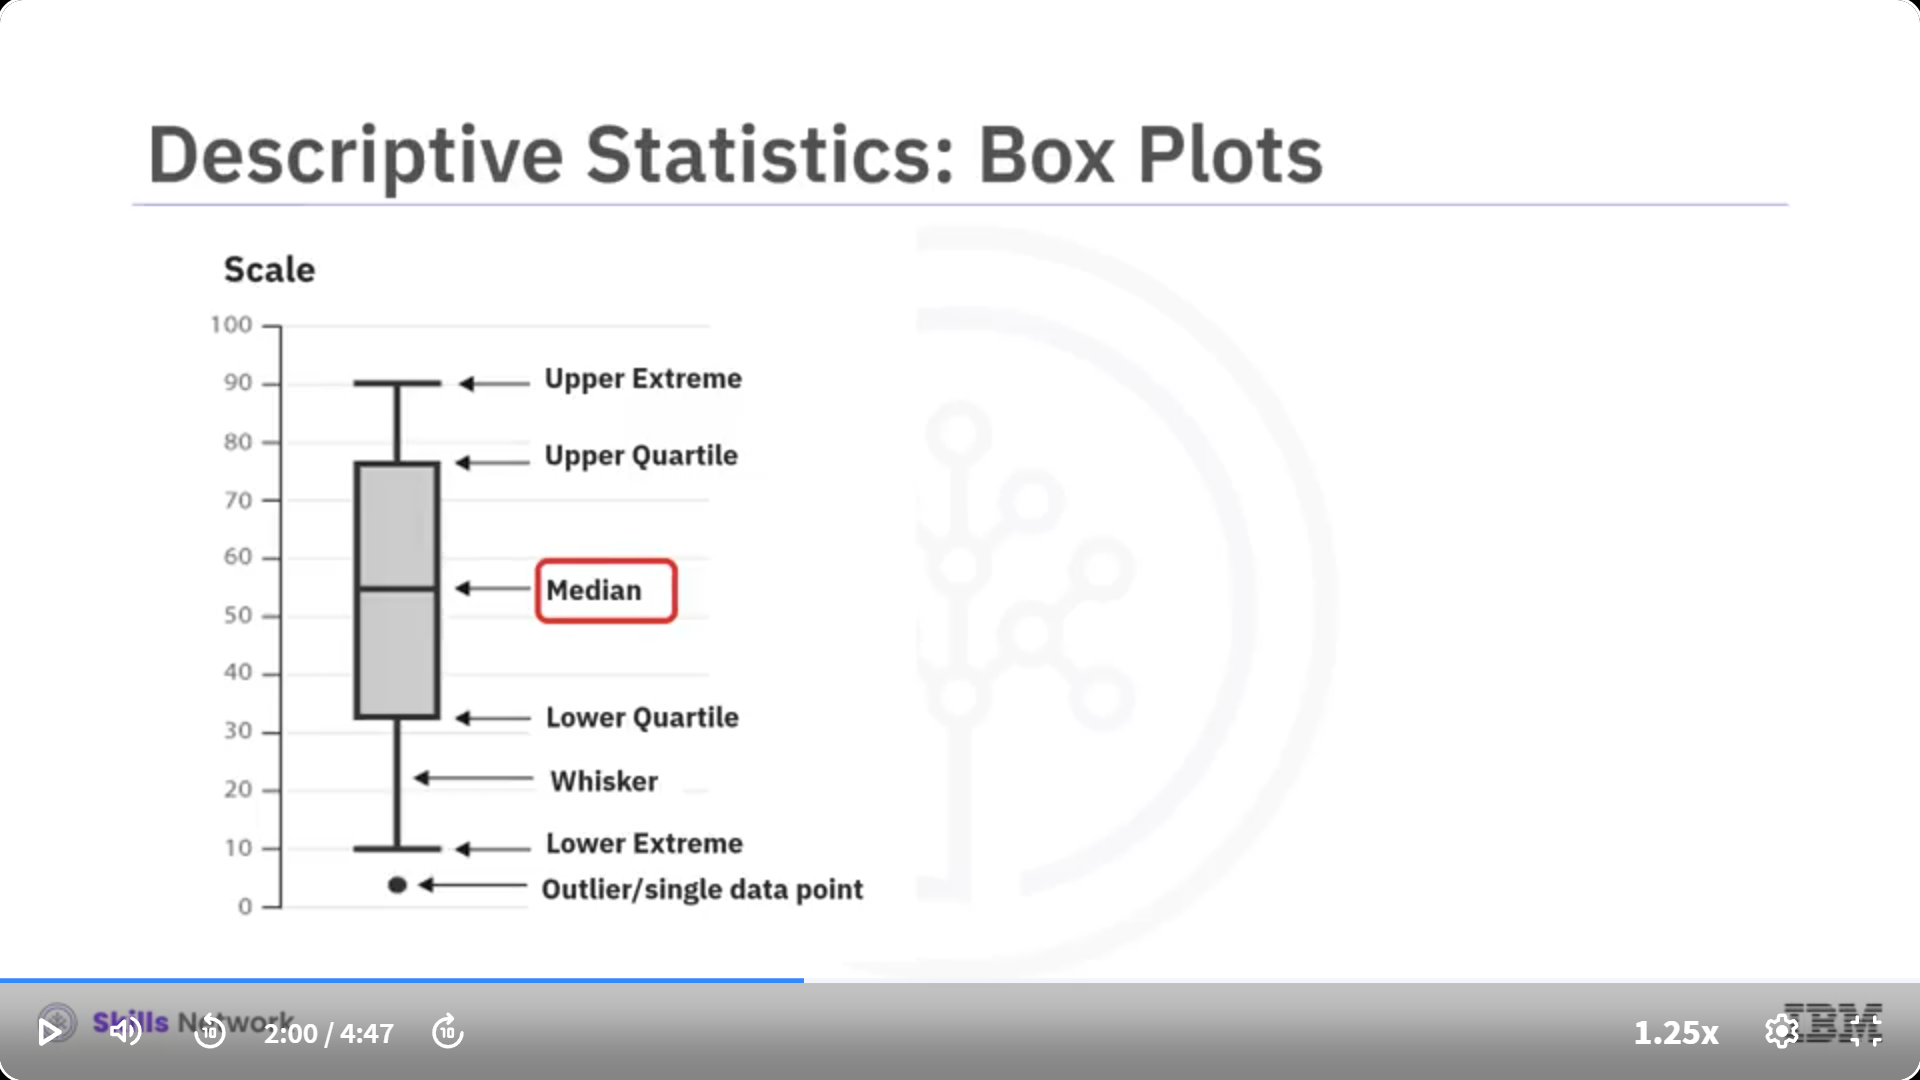 Descriptive Statistics: Box Plots
Scale
100
90
80
70
60
50
40
30
20
10
0
Upper Extreme
Upper Quartile
Median
Lower Quartile
Whisker
Lower Extreme
Outlier/single data point
Skills Network
10
2:00 / 4:47
10
1.25x
IBM